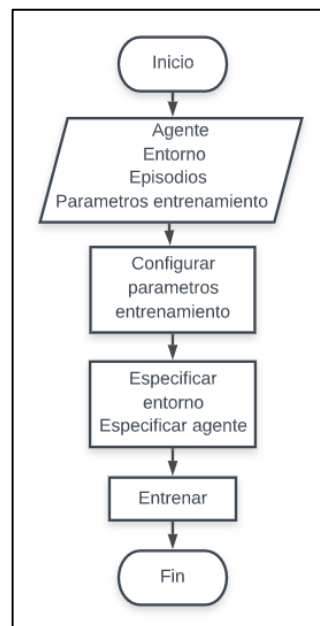 Inicio
Agente
Entorno
Episodios
Parametros entrenamiento
Configurar
parametros
entrenamiento
Especificar
entorno
Especificar agente
Entrenar
Fin